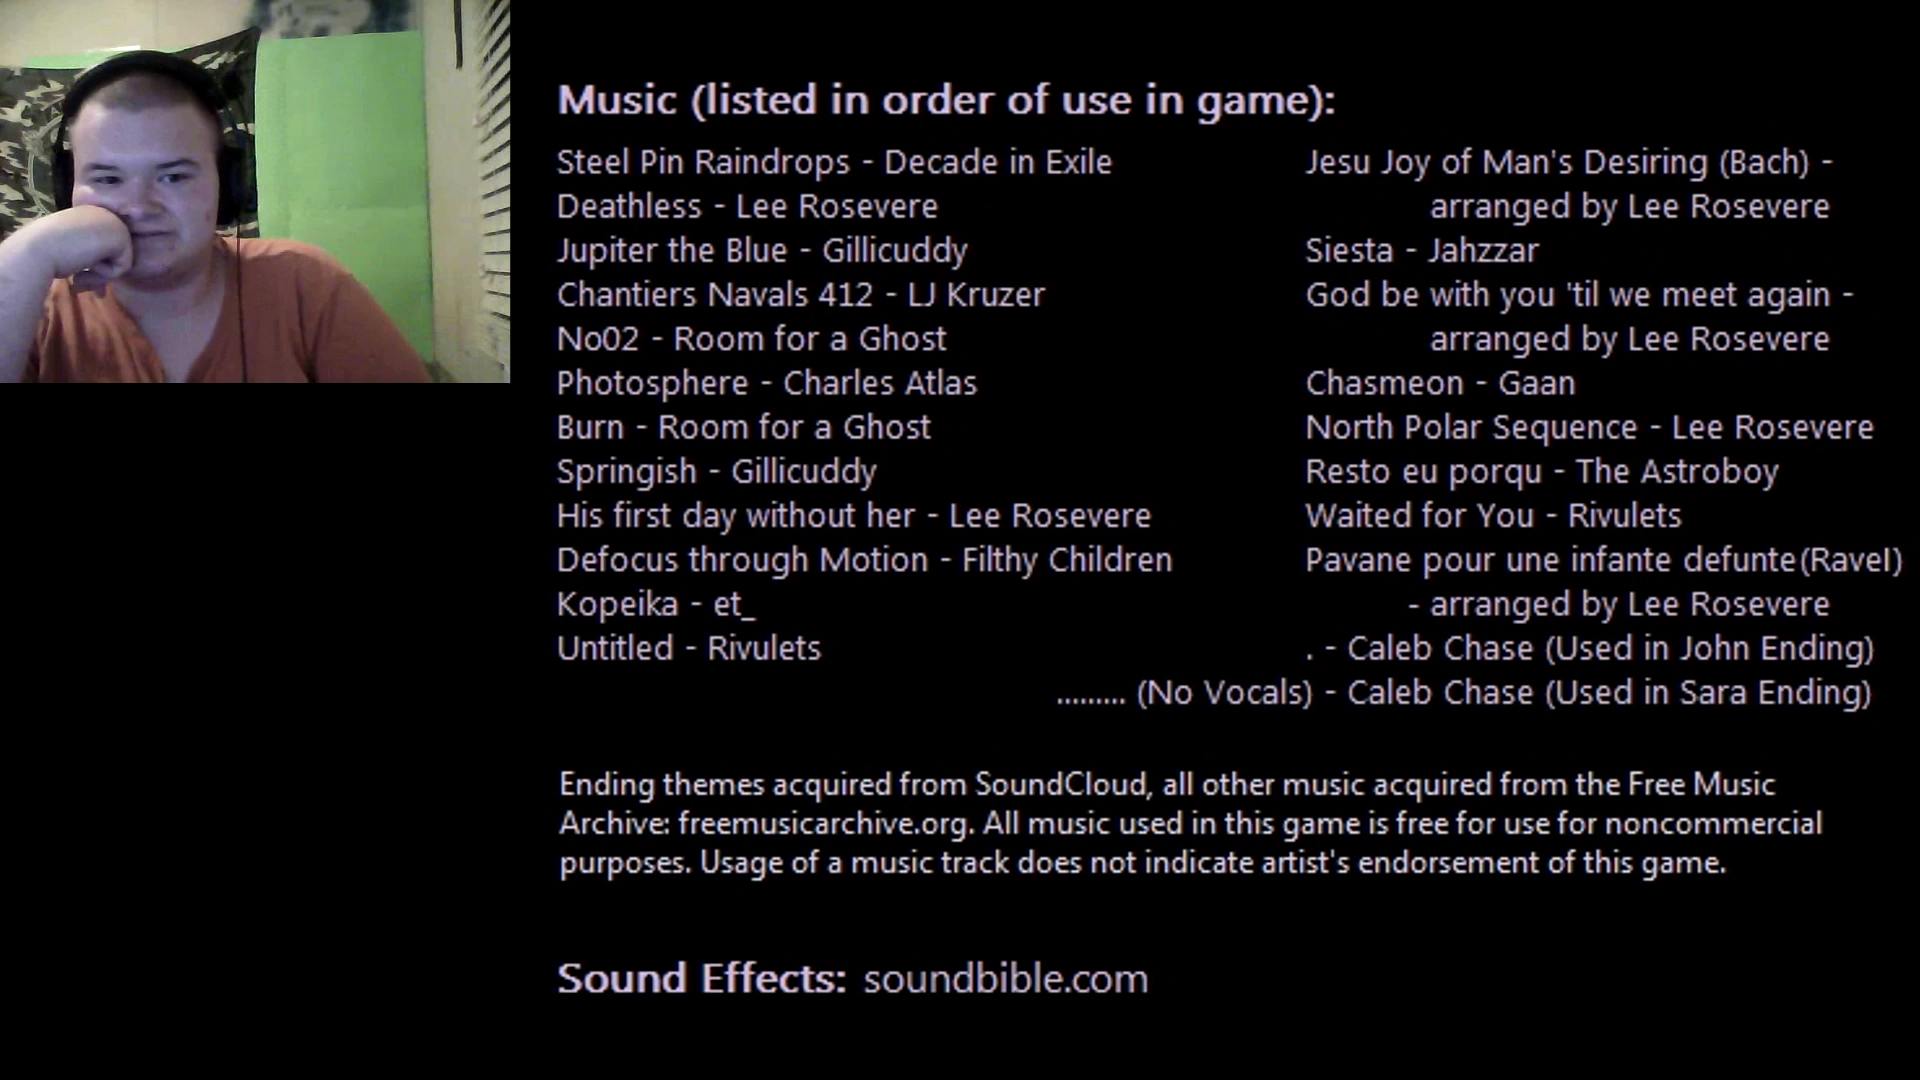 Music (listed in order of use in game):
Steel Pin Raindrops - Decade in Exile
Deathless - Lee Rosevere
Jupiter the Blue - Gillicuddy
Chantiers Navals 412 - LJ Kruzer
No02 - Room for a Ghost
Photosphere - Charles Atlas
Burn - Room for a Ghost
Springish - Gillicuddy
His first day without her - Lee Rosevere
Defocus through Motion - Filthy Children
Kopeika - et_
Untitled - Rivulets
Jesu Joy of Man's Desiring (Bach) -
arranged by Lee Rosevere
Siesta - Jahzzar
God be with you 'til we meet again -
arranged by Lee Rosevere
Chasmeon - Gaan
North Polar Sequence - Lee Rosevere
Resto eu porqu - The Astroboy
Waited for You - Rivulets
Pavane pour une infante defunte(Ravel)
- arranged by Lee Rosevere
. - Caleb Chase (Used in John Ending)
......... (No Vocals) - Caleb Chase (Used in Sara Ending)
Ending themes acquired from SoundCloud, all other music acquired from the Free Music
Archive: freemusicarchive.org. All music used in this game is free for use for noncommercial
purposes. Usage of a music track does not indicate artist's endorsement of this game.
Sound Effects: soundbible.com